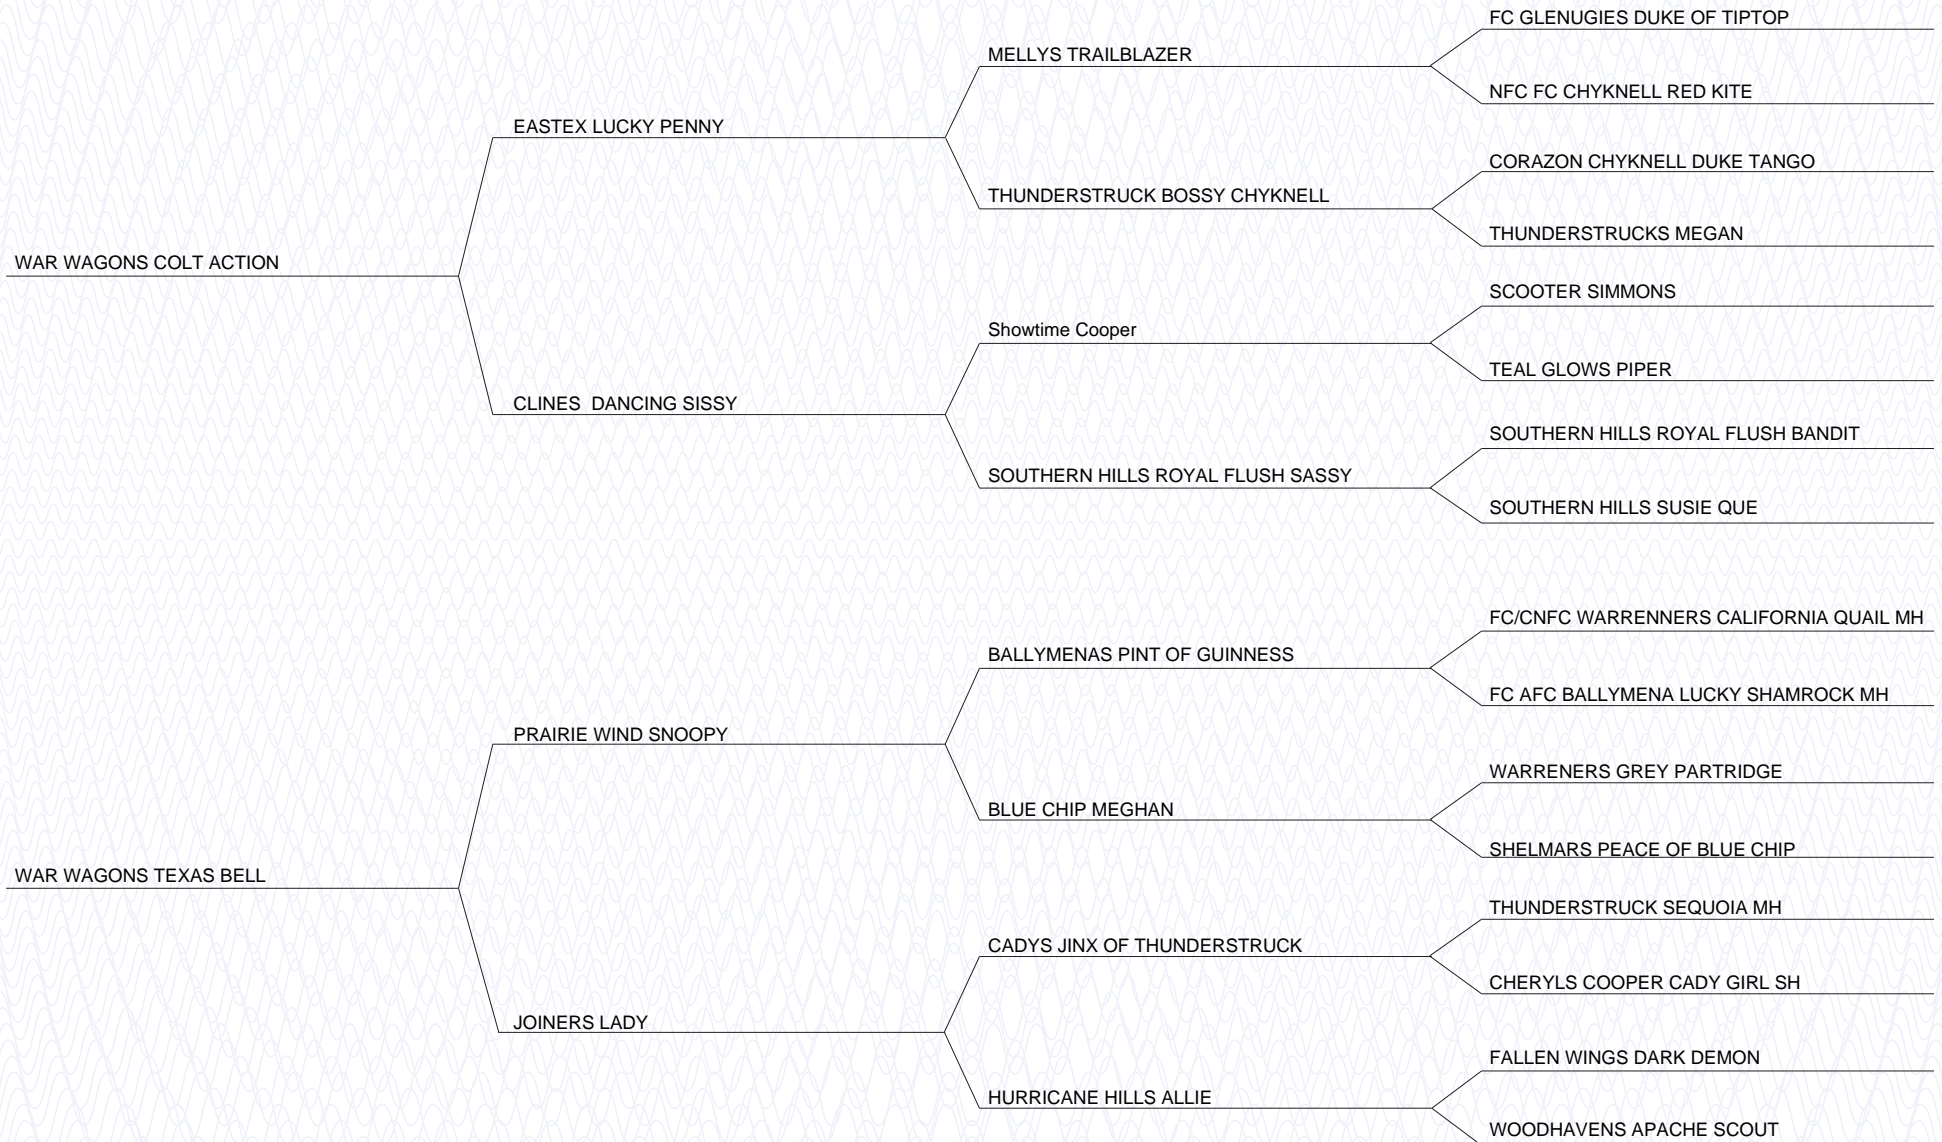 FC GLENUGIES DUKE OF TIPTOP
MELLYS TRAILBLAZER
NFC FC CHYKNELL RED KITE
EASTEX LUCKY PENNY
CORAZON CHYKNELL DUKE TANGO
THUNDERSTRUCK BOSSY CHYKNELL
THUNDERSTRUCKS MEGAN
WAR WAGONS COLT ACTION
SCOOTER SIMMONS
Showtime Cooper
TEAL GLOWS PIPER
CLINES  DANCING SISSY
SOUTHERN HILLS ROYAL FLUSH BANDIT
SOUTHERN HILLS ROYAL FLUSH SASSY
SOUTHERN HILLS SUSIE QUE
FC/CNFC WARRENNERS CALIFORNIA QUAIL MH
BALLYMENAS PINT OF GUINNESS
FC AFC BALLYMENA LUCKY SHAMROCK MH
PRAIRIE WIND SNOOPY
WARRENERS GREY PARTRIDGE
BLUE CHIP MEGHAN
SHELMARS PEACE OF BLUE CHIP
WAR WAGONS TEXAS BELL
THUNDERSTRUCK SEQUOIA MH
CADYS JINX OF THUNDERSTRUCK
CHERYLS COOPER CADY GIRL SH
JOINERS LADY
FALLEN WINGS DARK DEMON
HURRICANE HILLS ALLIE
WOODHAVENS APACHE SCOUT